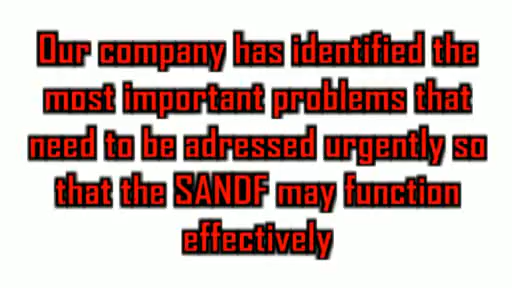 Our company has identified the
most important problems that
need to be adressed urgently so
that the SANDF may function
effectively